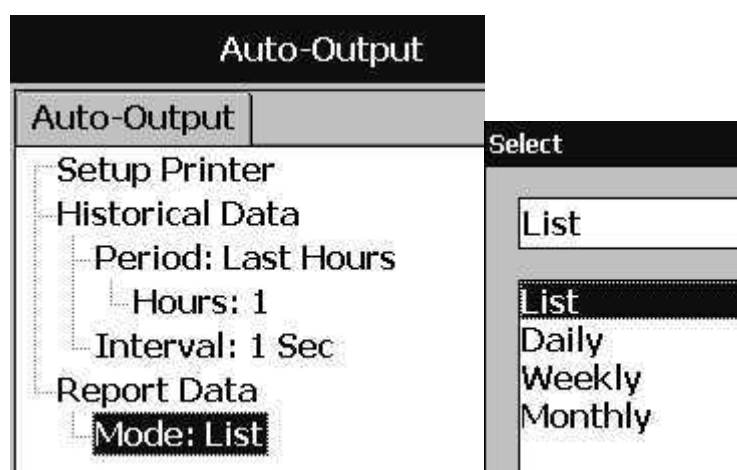 Auto-Output
Auto-Output
Setup Printer
Historical Data
Period: Last Hours
Hours: 1
Interval: 1 Sec
Report Data
Mode: List
Select
List
List
Daily
Weekly
Monthly